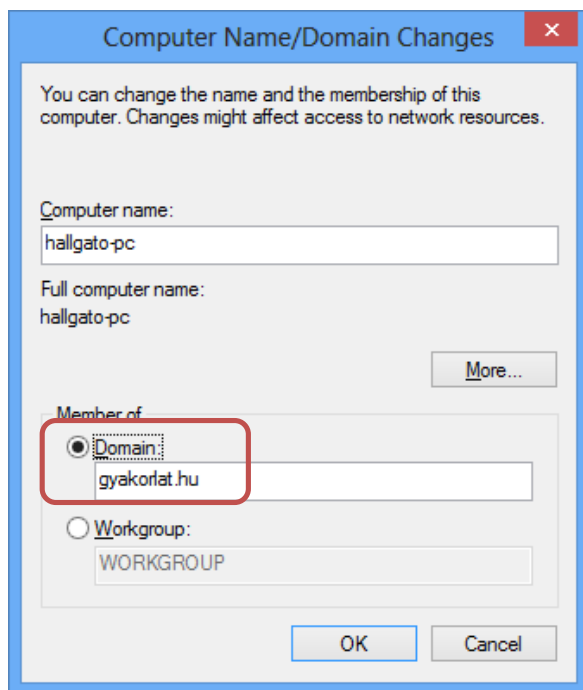 Computer Name/Domain Changes
You can change the name and the membership of this
computer. Changes might affect access to network resources.
Computer name:
hallgato-pc
Full computer name:
hallgato-pc
More...
Member of
Domain:
gyakorlat.hu
Workgroup:
WORKGROUP
OK
Cancel